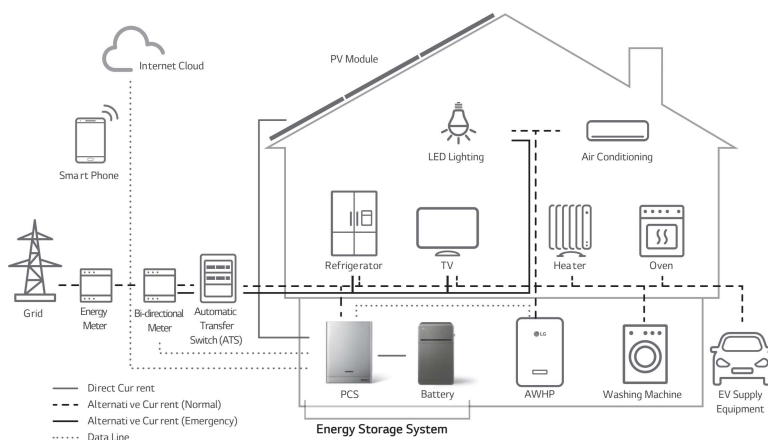 Internet Cloud
PV Module
Smart Phone
LED Lighting
Air Conditioning
Refrigerator
TV
Heater
Oven
Grid
Energy
Meter
Bi-directional
Meter
Automatic
Transfer
Switch (ATS)
LG
PCS
Battery
AWHP
Washing Machine
EV Supply
Equipment
Energy Storage System
Direct Current
Alternative Current (Normal)
Alternative Current (Emergency)
Data Line